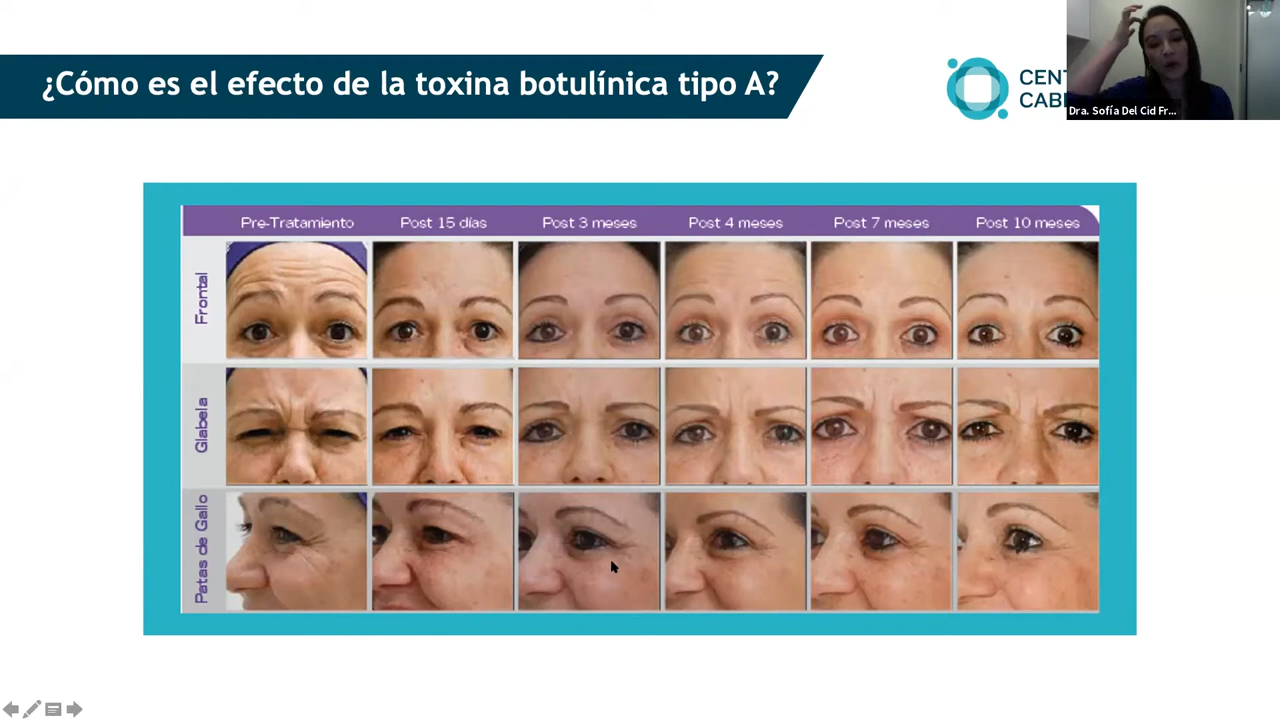 ¿Cómo es el efecto de la toxina botulínica tipo A?
CENT
CAB
Dra. Sofía Del Cid Fr...
Pre-Tratamiento
Post 15 días
Post 3 meses
Post 4 meses
Post 7 meses
Post 10 meses
Frontal
Glabela
Patas de Gallo